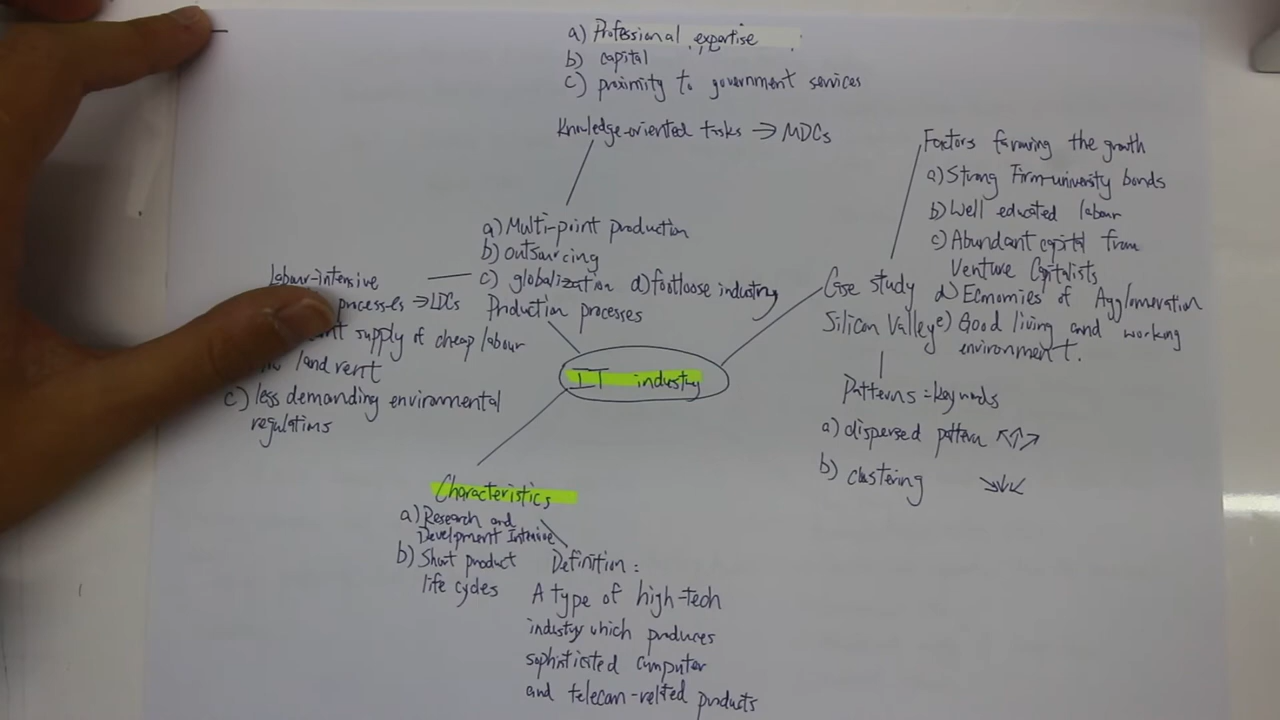 a) Professional expertise
b) capital
c) proximity to government services
Knowledge-oriented tasks → MDCs
a) Multi-point production
b) outsourcing
c) globalization d) footloose industry
Production processes
labour-intensive
processes → LDCs
supply of cheap labour
land rent
c) less demanding environmental
regulations
IT industry
Case study
Silicon Valley
Factors favouring the growth
a) Strong Firm-university bonds
b) Well educated labour
c) Abundant capital from
Venture Capitalists
d) Economies of Agglomeration
e) Good living and working
environment.
Patterns = keywords
a) dispersed pattern ↖↑↗
b) clustering ↘↓↙
Characteristics
a) Research and
Development Intensive
b) Short product
life cycles
Definition :
A type of high-tech
industry which produces
sophisticated computer
and telecom-related products